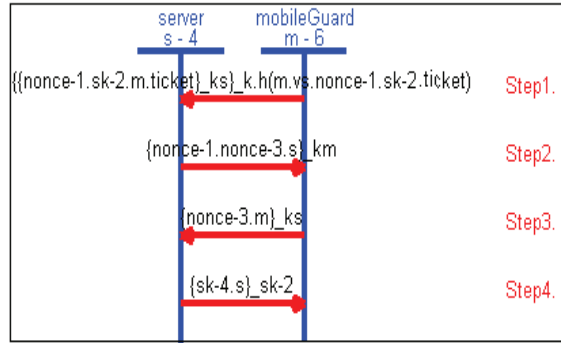 server mobileGuard
s - 4 m - 6
{{nonce-1.sk-2.m.ticket}_ks}_k.h(m.vs.nonce-1.sk-2.ticket) Step1.
{nonce-1.nonce-3.s}_km Step2.
{nonce-3.m}_ks Step3.
{sk-4.s}_sk-2 Step4.